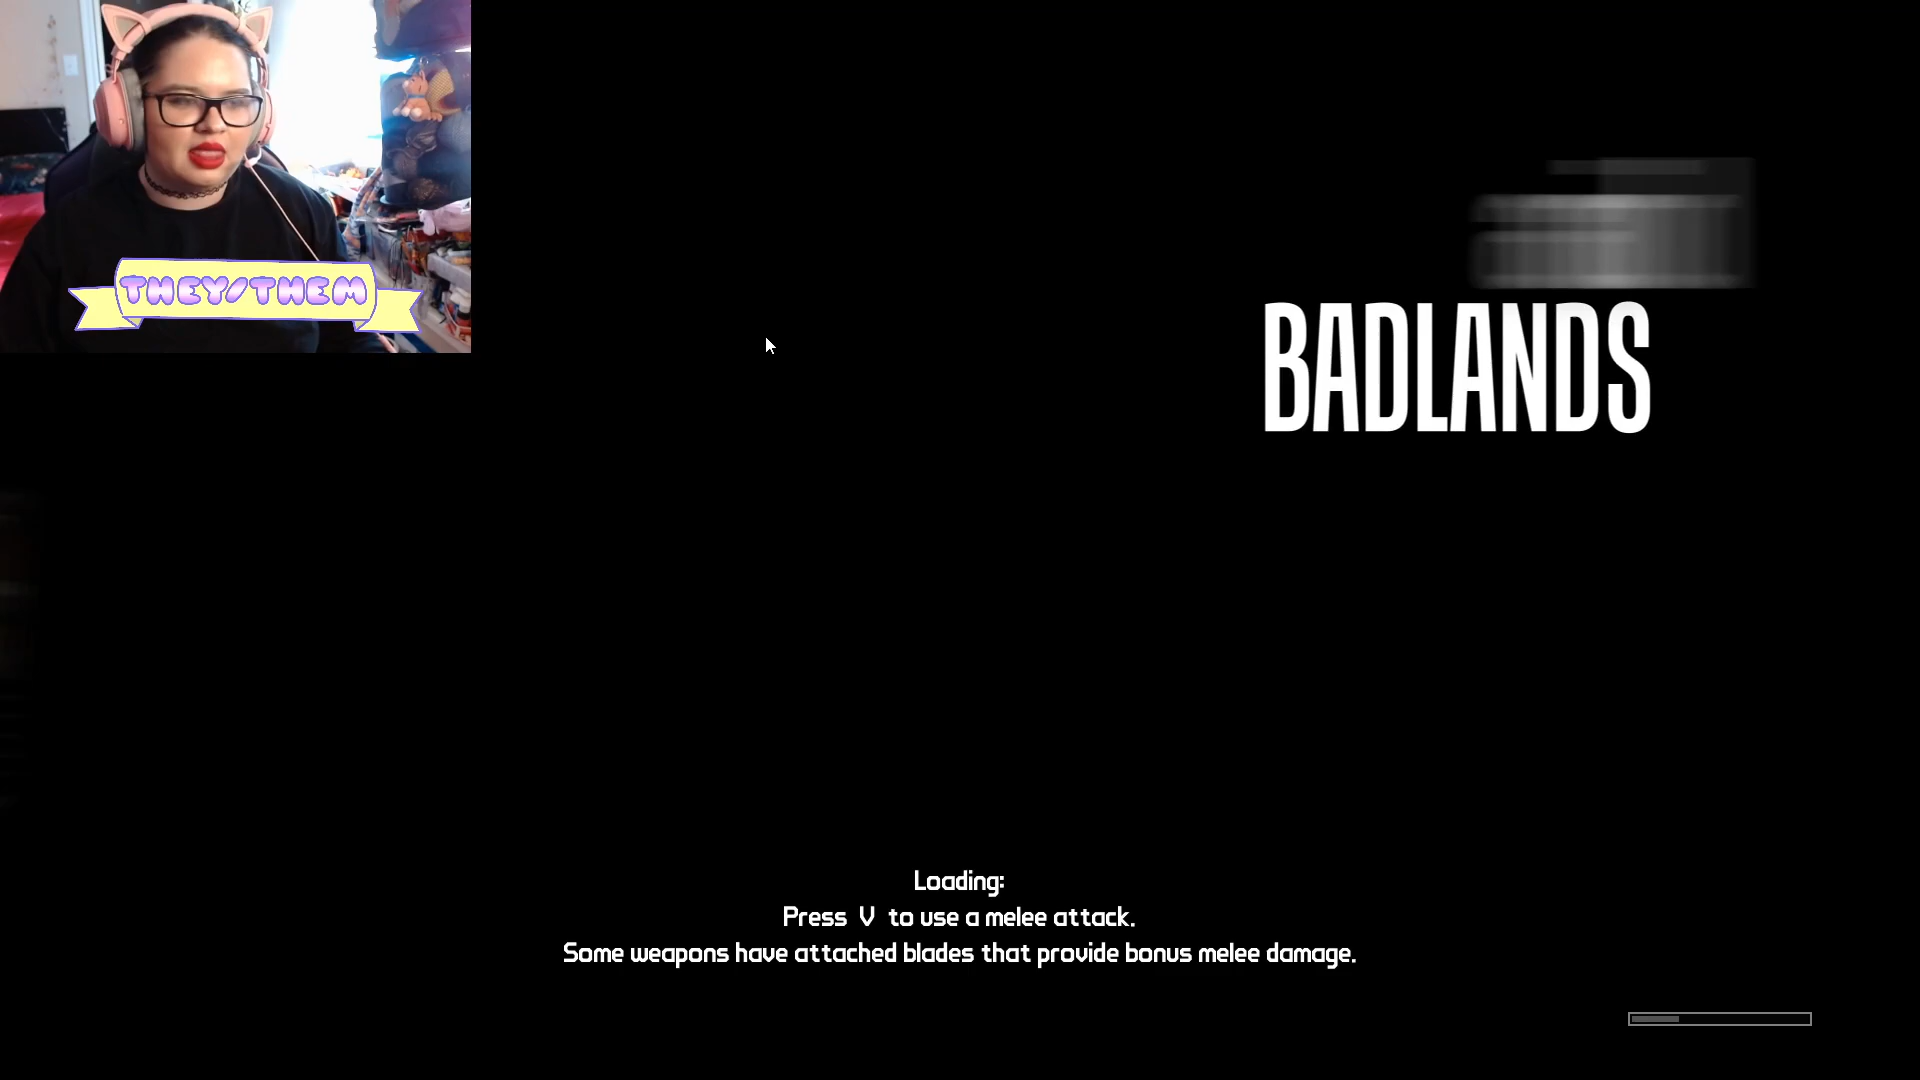 THEY/THEM
BADLANDS
Loading:
Press V to use a melee attack.
Some weapons have attached blades that provide bonus melee damage.